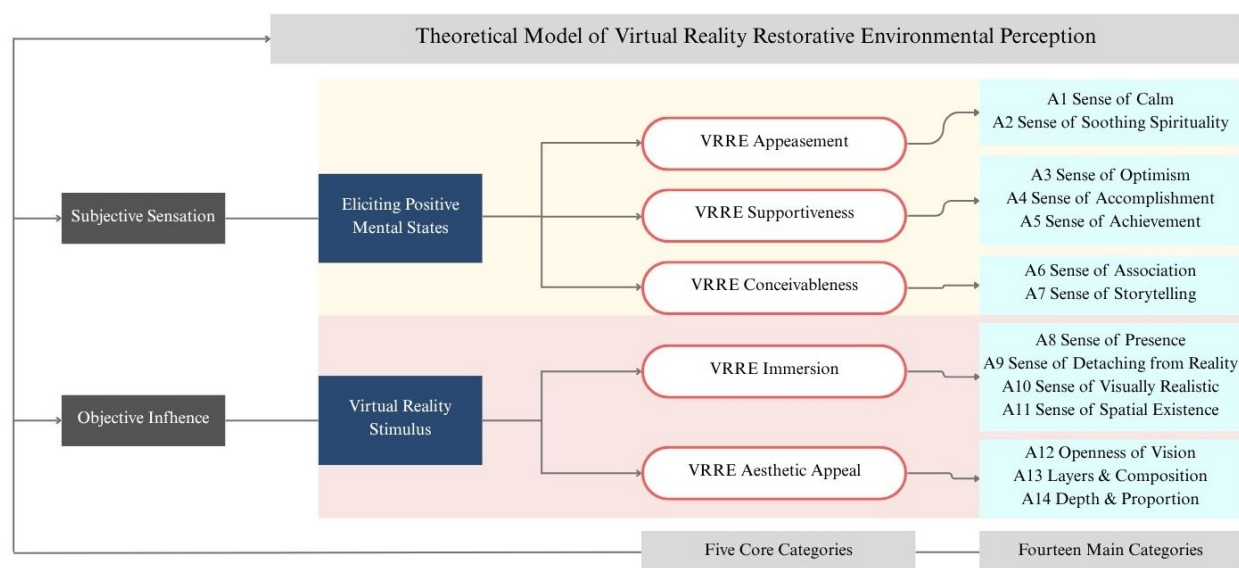 Theoretical Model of Virtual Reality Restorative Environmental Perception
Subjective Sensation
Eliciting Positive
Mental States
VRRE Appeasement
A1 Sense of Calm
A2 Sense of Soothing Spirituality
VRRE Supportiveness
A3 Sense of Optimism
A4 Sense of Accomplishment
A5 Sense of Achievement
VRRE Conceivableness
A6 Sense of Association
A7 Sense of Storytelling
Objective Infhence
Virtual Reality
Stimulus
VRRE Immersion
A8 Sense of Presence
A9 Sense of Detaching from Reality
A10 Sense of Visually Realistic
A11 Sense of Spatial Existence
VRRE Aesthetic Appeal
A12 Openness of Vision
A13 Layers & Composition
A14 Depth & Proportion
Five Core Categories
Fourteen Main Categories